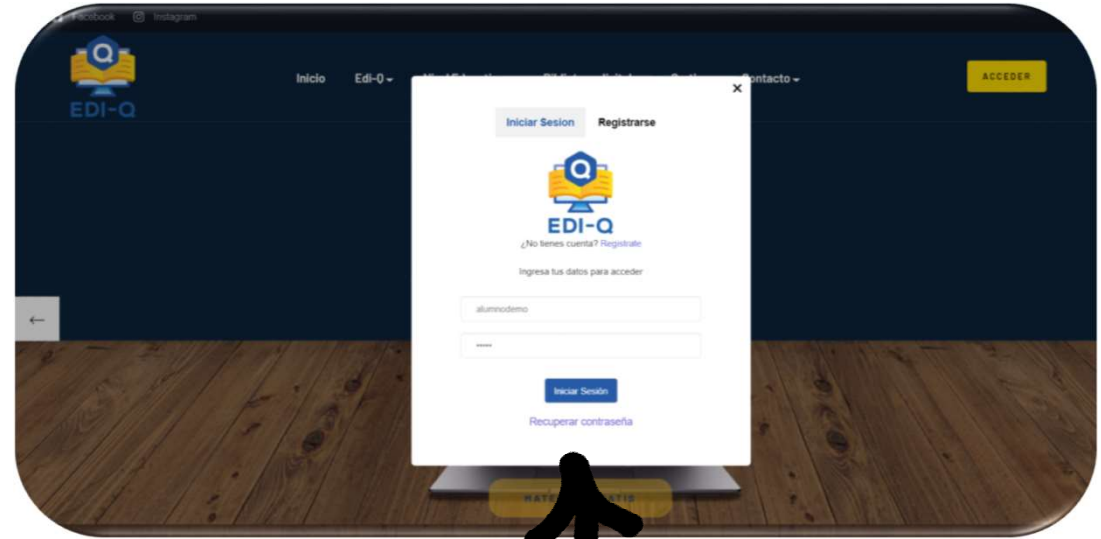 Facebook Instagram
EDI-Q
Inicio Edi-Q Contacto
ACCEDER
×
Iniciar Sesion Registrarse
Q
EDI-Q
¿No tienes cuenta? Registrate
Ingresa tus datos para acceder
alumnodemo
•••••
Iniciar Sesión
Recuperar contraseña